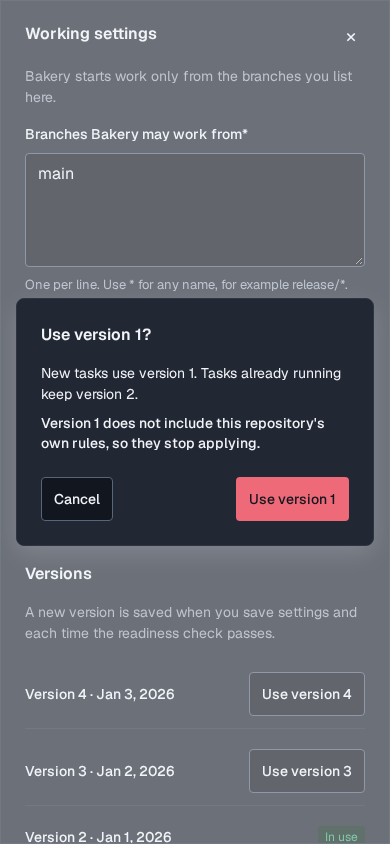 Working settings
×
Bakery starts work only from the branches you list
here.
Branches Bakery may work from*
main
One per line. Use * for any name, for example release/*.
Use version 1?
New tasks use version 1. Tasks already running
keep version 2.
Version 1 does not include this repository's
own rules, so they stop applying.
Cancel
Use version 1
Versions
A new version is saved when you save settings and
each time the readiness check passes.
Version 4 · Jan 3, 2026
Use version 4
Version 3 · Jan 2, 2026
Use version 3
Version 2 · Jan 1, 2026
In use